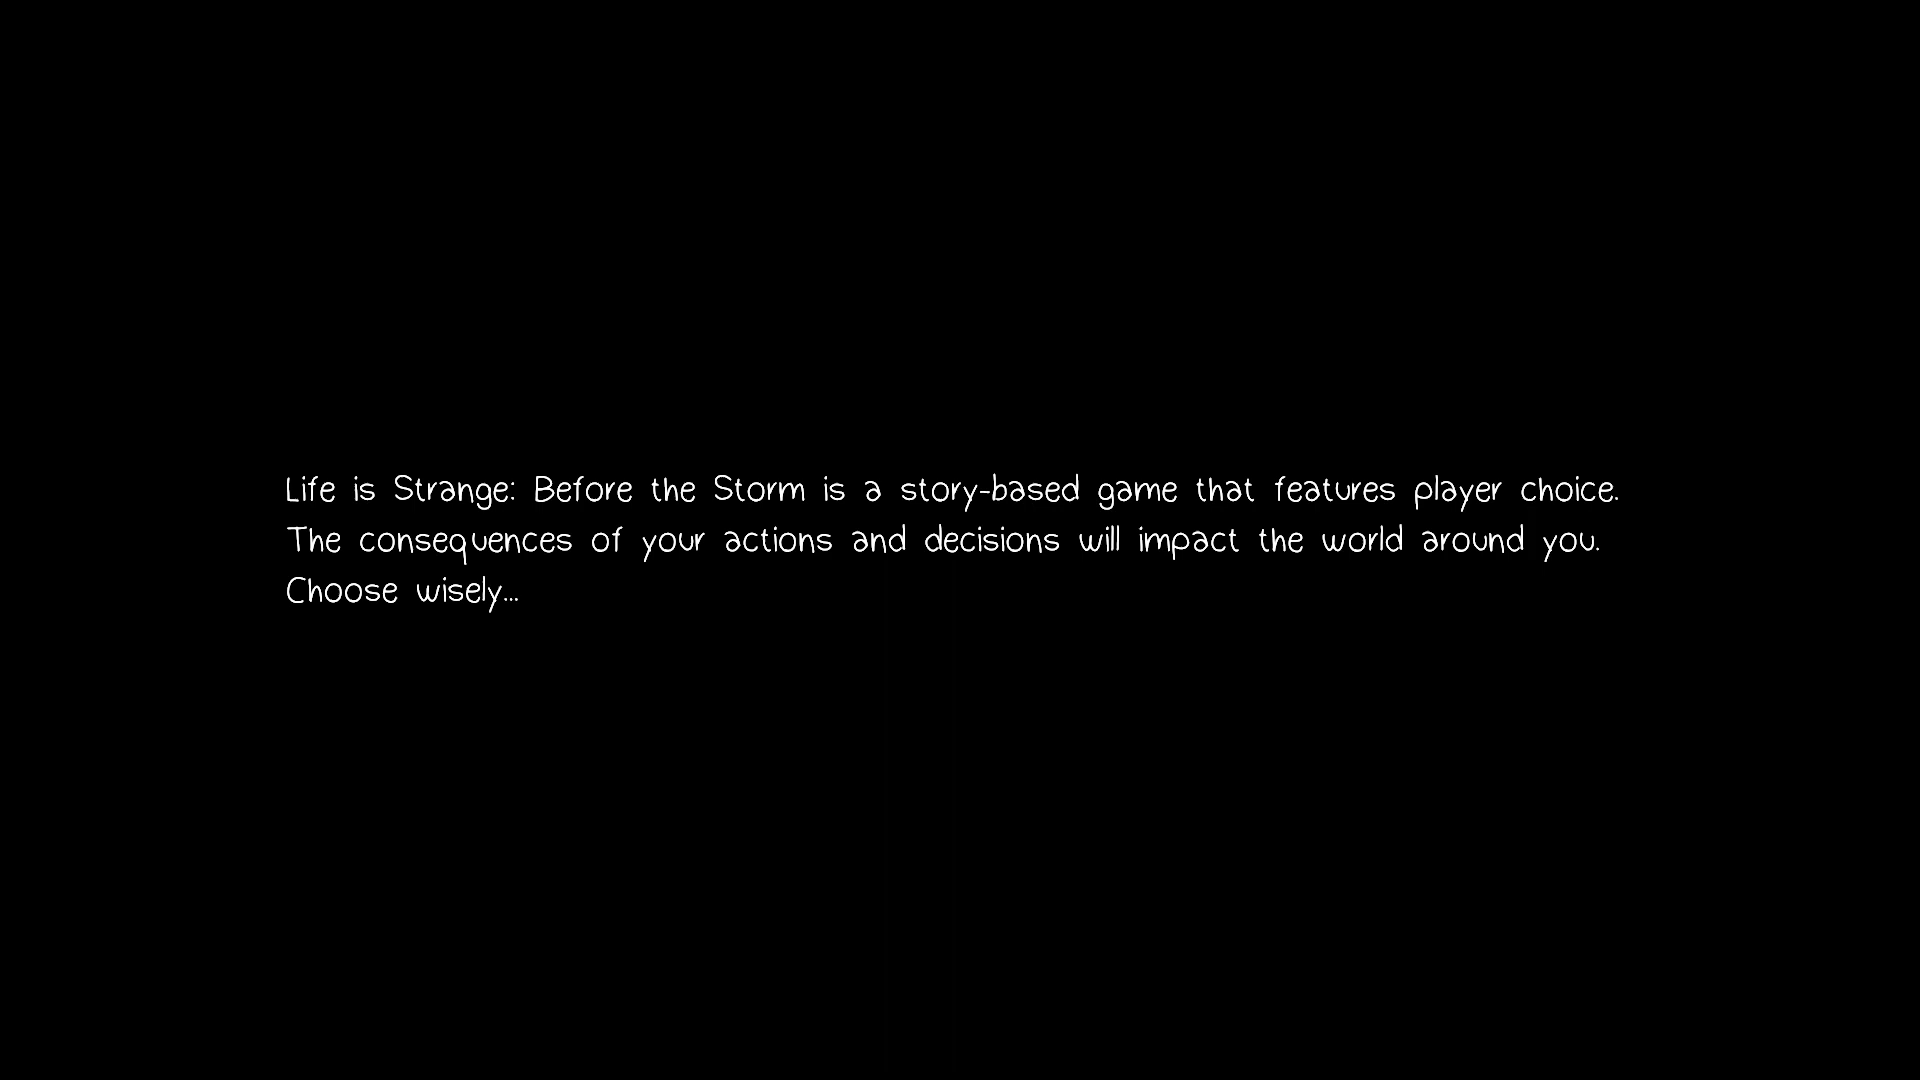 Life is Strange: Before the Storm is a story-based game that features player choice.
The consequences of your actions and decisions will impact the world around you.
Choose wisely...